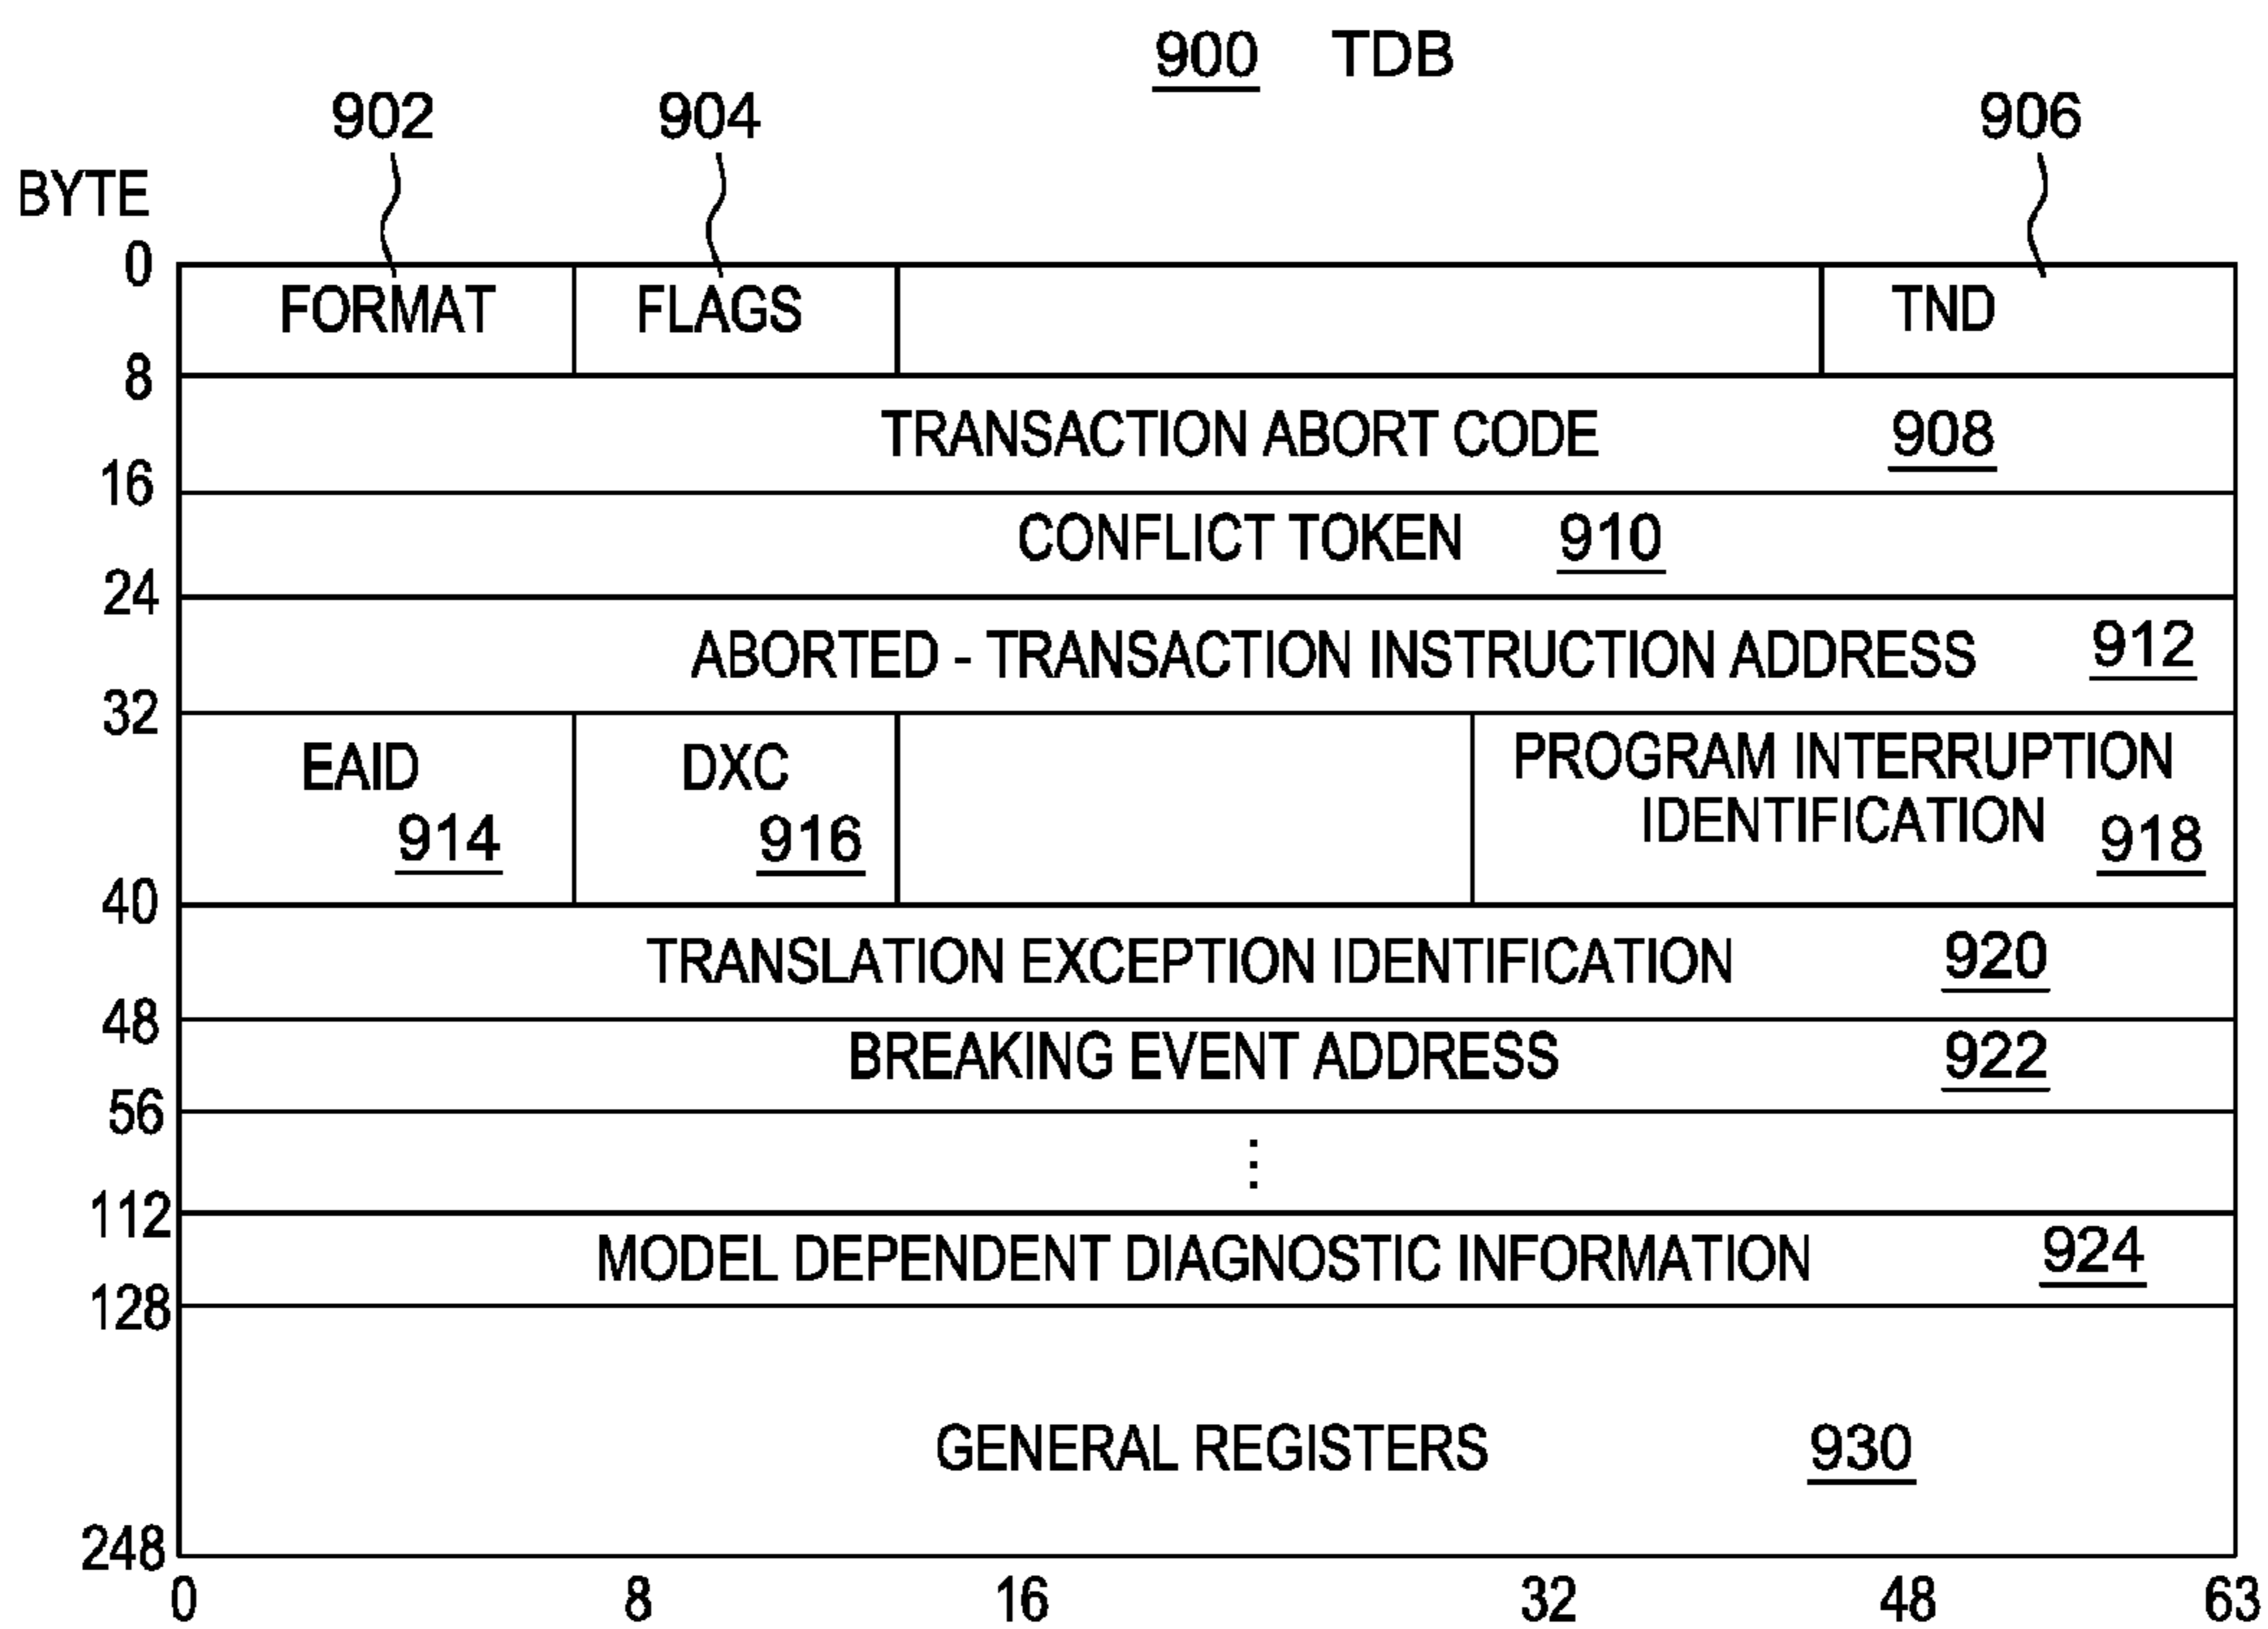 900 TDB
902 904 906
BYTE
0
FORMAT FLAGS TND
8
TRANSACTION ABORT CODE 908
16
CONFLICT TOKEN 910
24
ABORTED - TRANSACTION INSTRUCTION ADDRESS 912
32
EAID DXC PROGRAM INTERRUPTION
IDENTIFICATION
914 916 918
40
TRANSLATION EXCEPTION IDENTIFICATION 920
48
BREAKING EVENT ADDRESS 922
56
⋮
112
MODEL DEPENDENT DIAGNOSTIC INFORMATION 924
128
GENERAL REGISTERS 930
248
0 8 16 32 48 63